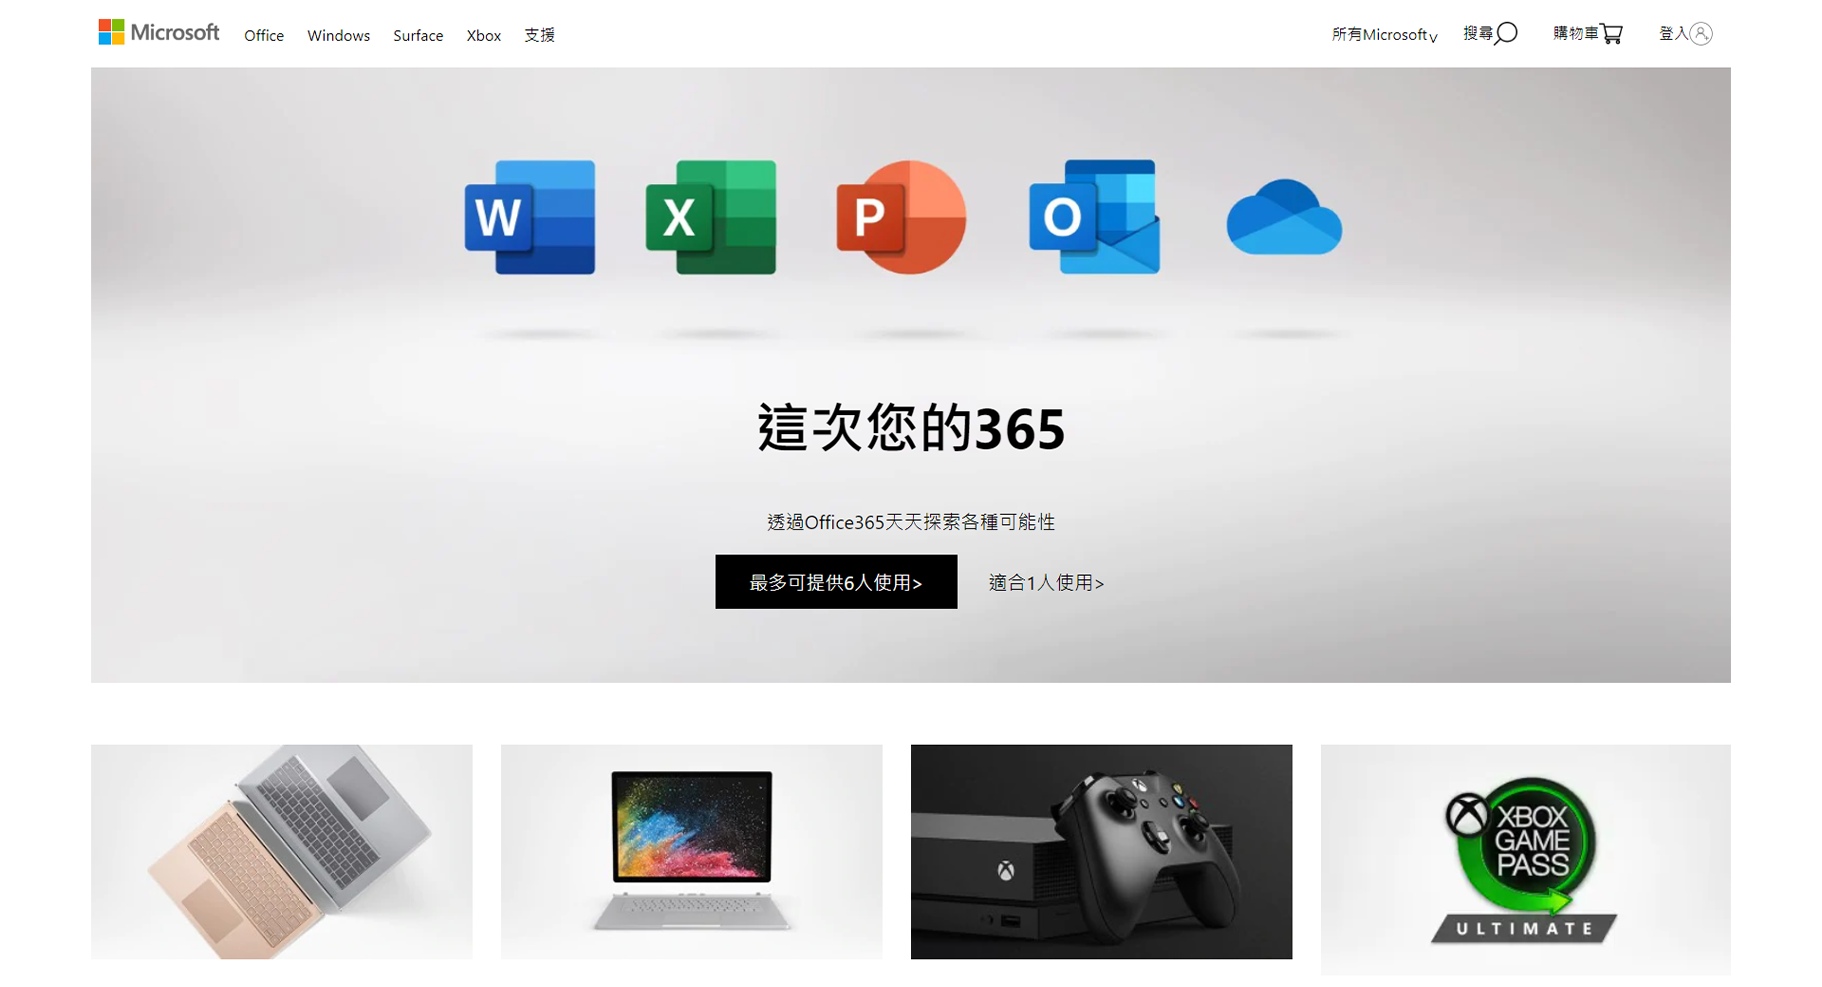 Microsoft Office Windows Surface Xbox 支援 所有Microsoft 搜尋 購物車 登入
W X P O
這次您的365
透過Office365天天探索各種可能性
最多可提供6人使用> 適合1人使用>
XBOX
GAME
PASS
ULTIMATE